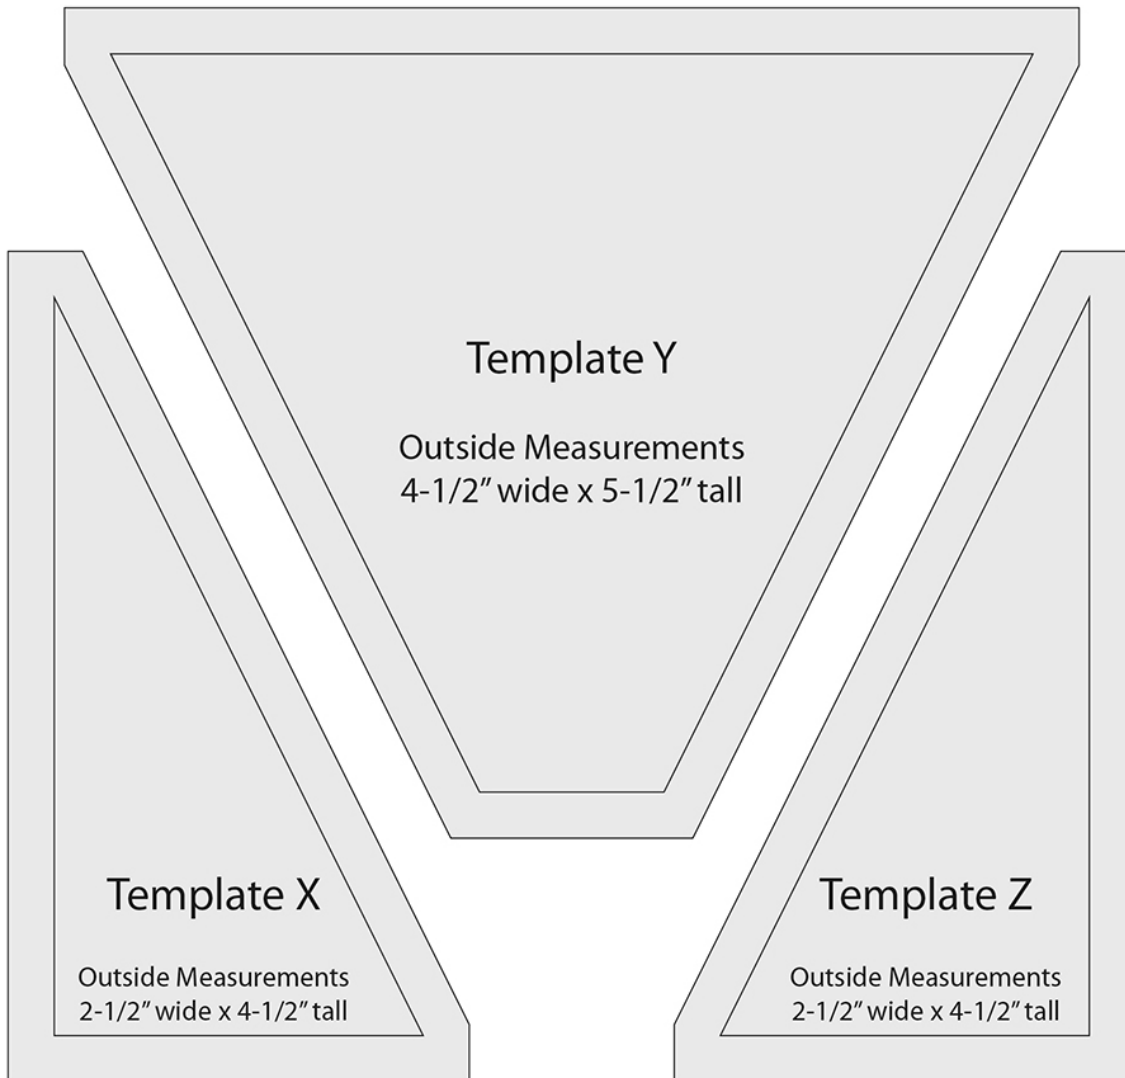 Template Y
Outside Measurements
4-1/2” wide x 5-1/2” tall
Template X
Outside Measurements
2-1/2” wide x 4-1/2” tall
Template Z
Outside Measurements
2-1/2” wide x 4-1/2” tall